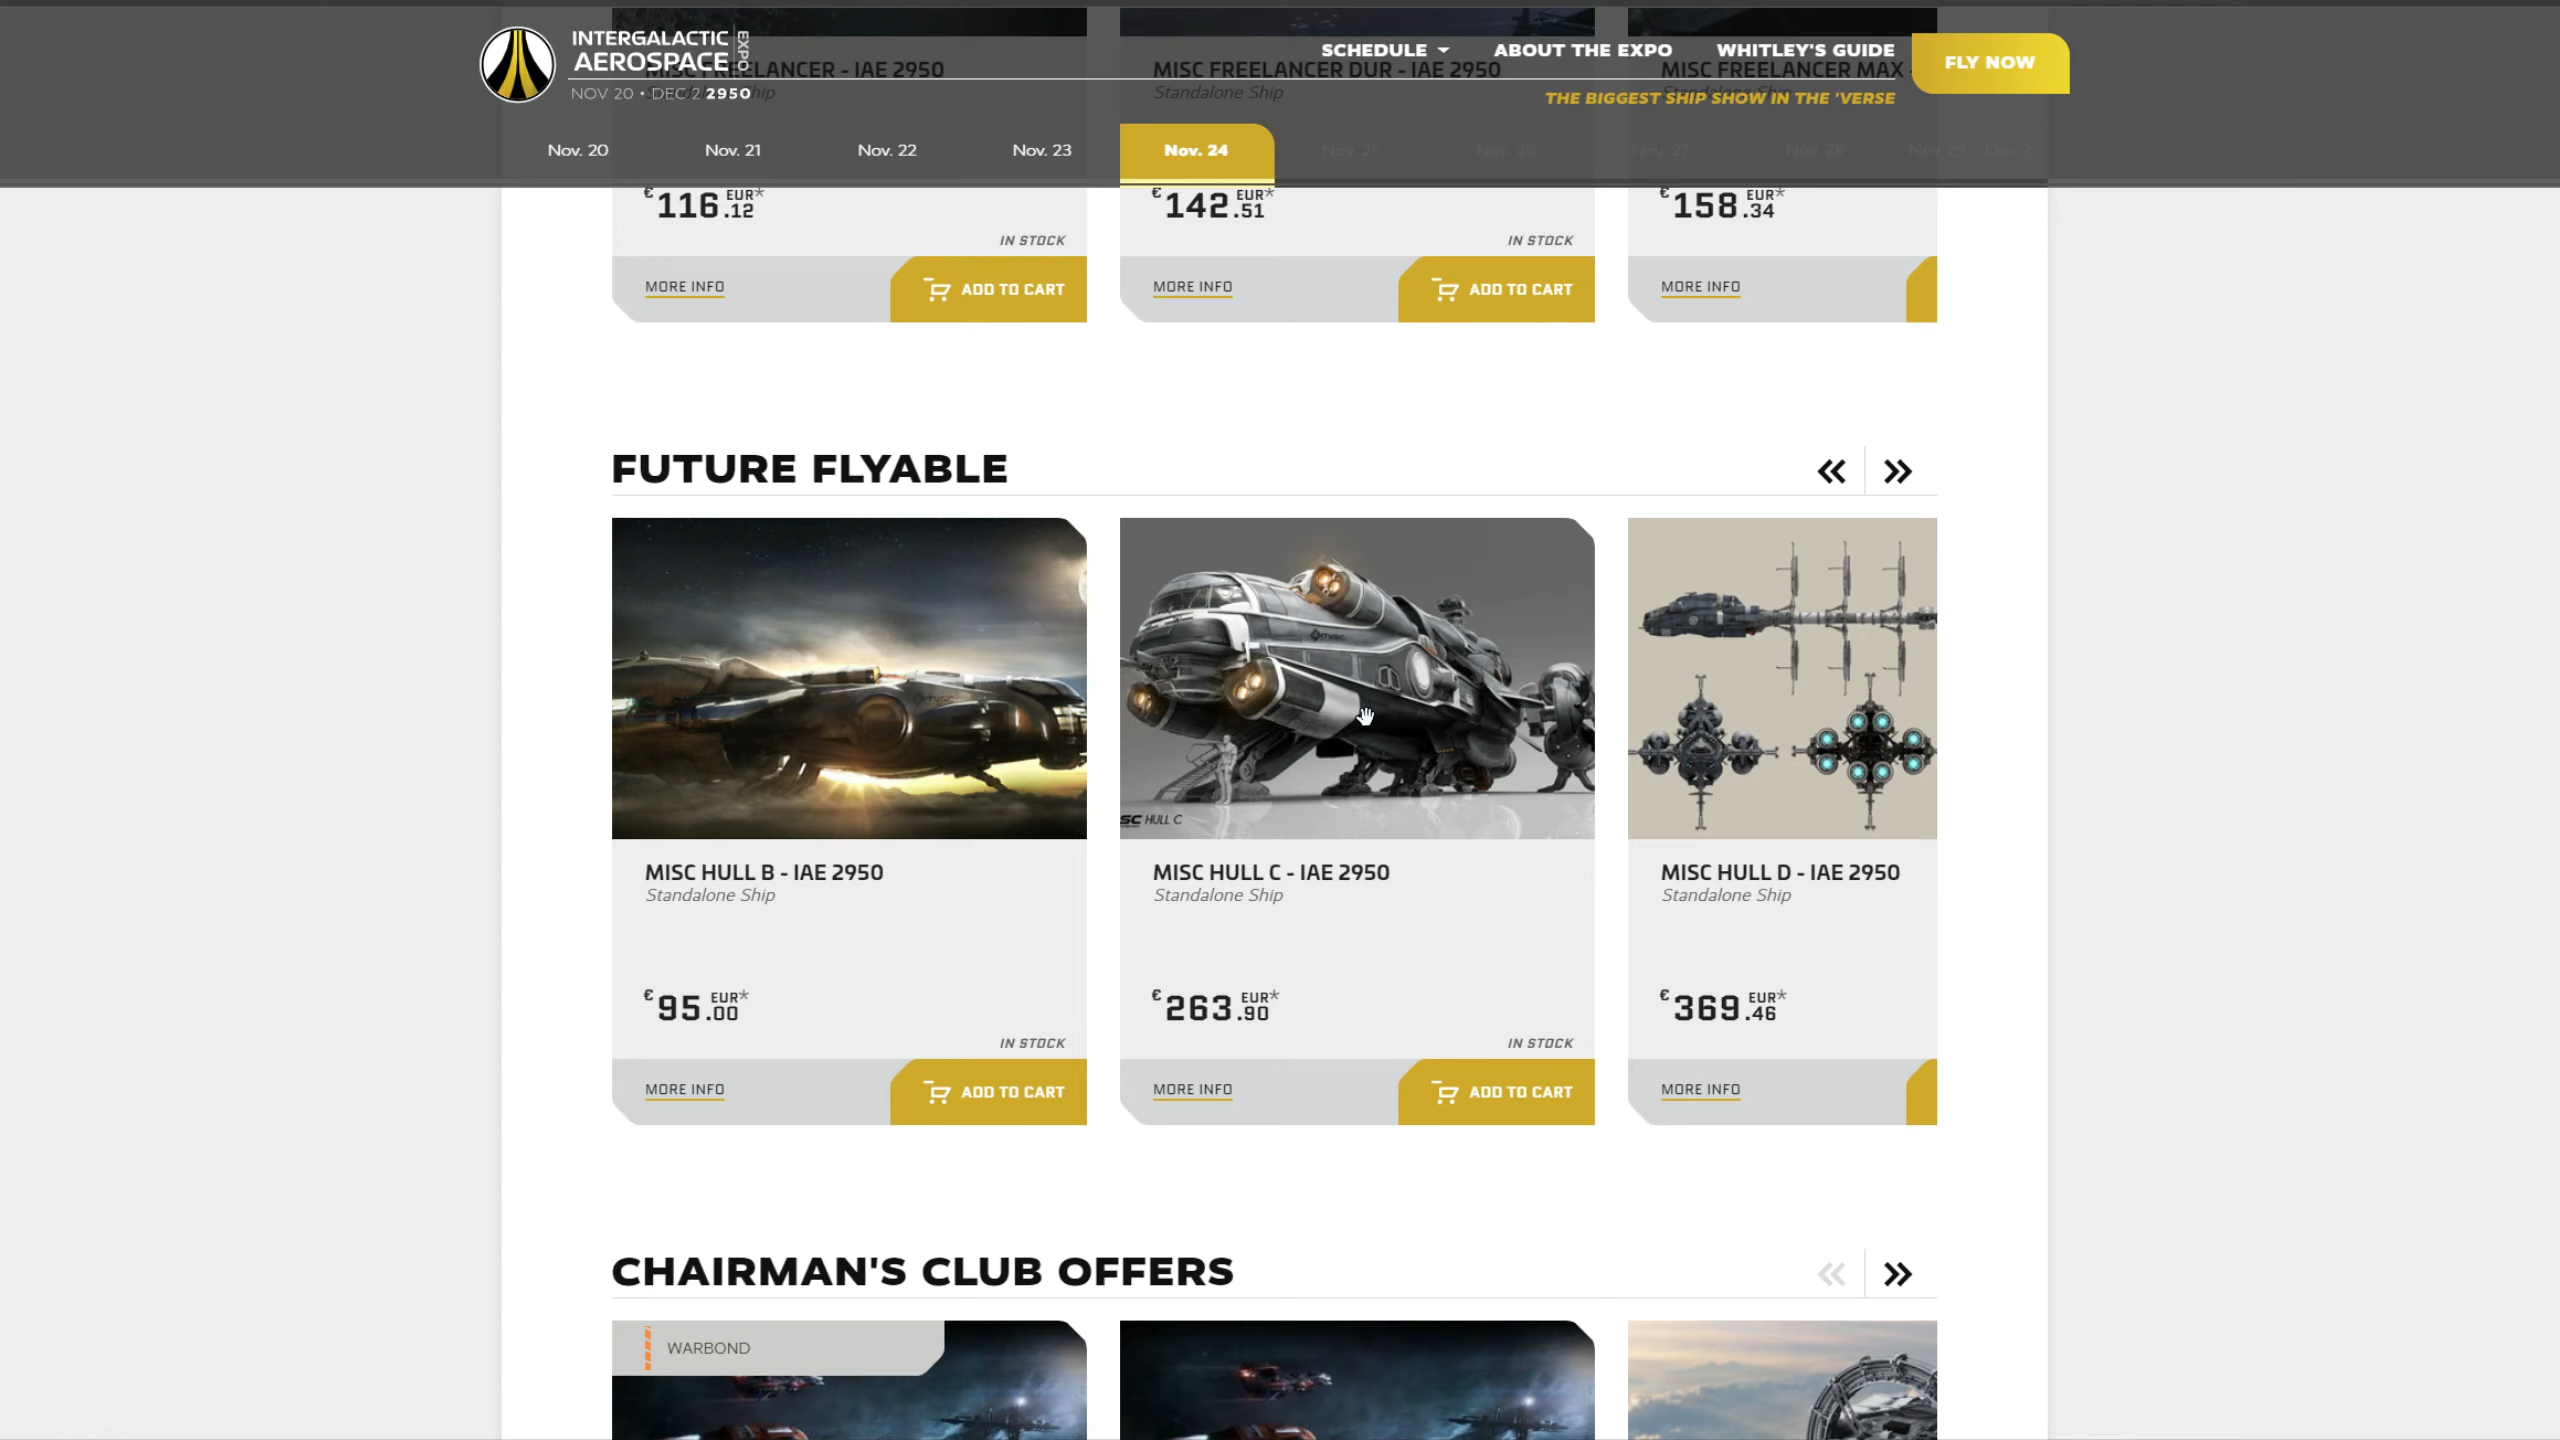 INTERGALACTIC
AEROSPACE
EXPO
NOV 20 • DEC 2 2950
SCHEDULE
ABOUT THE EXPO
WHITLEY'S GUIDE
FLY NOW
THE BIGGEST SHIP SHOW IN THE 'VERSE
MISC FREELANCER - IAE 2950
MISC FREELANCER DUR - IAE 2950
Standalone Ship
MISC FREELANCER MAX -
Standalone Ship
Nov. 20
Nov. 21
Nov. 22
Nov. 23
Nov. 24
Nov. 25
Nov. 26
Nov. 27
Nov. 28
Nov. 29
Dec 2
€116.12 EUR*
IN STOCK
MORE INFO
ADD TO CART
€142.51 EUR*
IN STOCK
MORE INFO
ADD TO CART
€158.34 EUR*
MORE INFO
FUTURE FLYABLE
MISC
SC HULL C
MISC HULL B - IAE 2950
Standalone Ship
€95.00 EUR*
IN STOCK
MORE INFO
ADD TO CART
MISC HULL C - IAE 2950
Standalone Ship
€263.90 EUR*
IN STOCK
MORE INFO
ADD TO CART
MISC HULL D - IAE 2950
Standalone Ship
€369.46 EUR*
MORE INFO
CHAIRMAN'S CLUB OFFERS
WARBOND